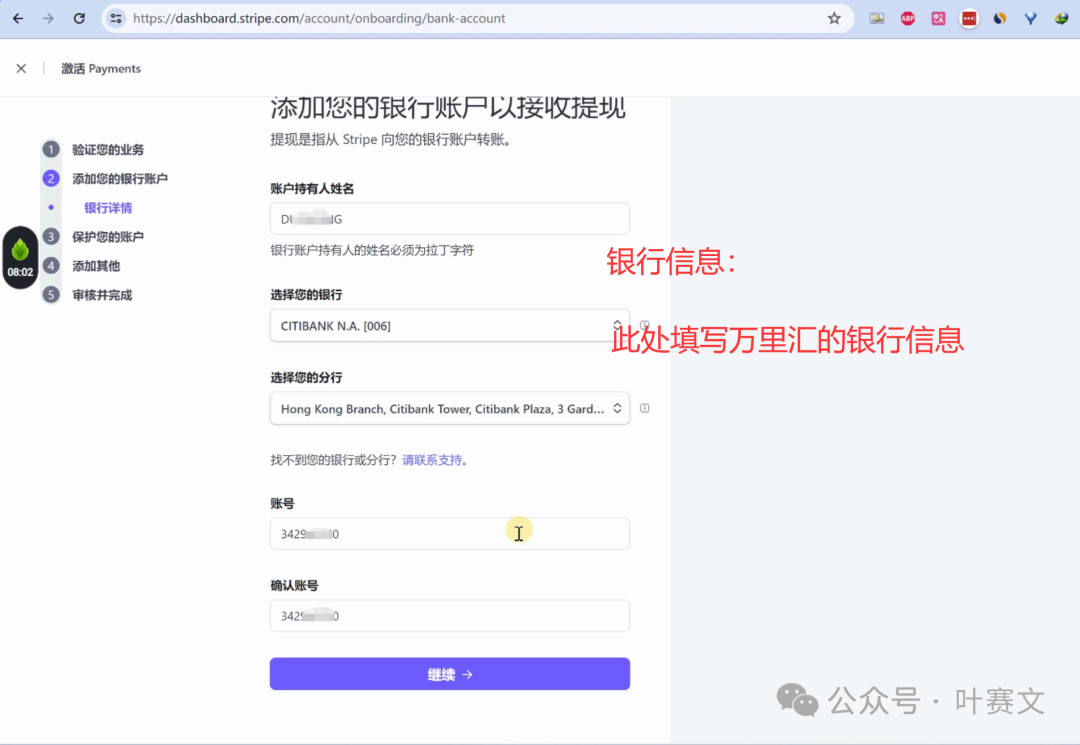 https://dashboard.stripe.com/account/onboarding/bank-account
ABP
激活 Payments
添加您的银行账户以接收提现
提现是指从 Stripe 向您的银行账户转账。
1 验证您的业务
2 添加您的银行账户
银行详情
3 保护您的账户
4 添加其他
5 审核并完成
08:02
账户持有人姓名
银行账户持有人的姓名必须为拉丁字符
银行信息：
选择您的银行
CITIBANK N.A. [006]
此处填写万里汇的银行信息
选择您的分行
Hong Kong Branch, Citibank Tower, Citibank Plaza, 3 Gard...
找不到您的银行或分行？请联系支持。
账号
确认账号
继续 →
公众号 · 叶赛文